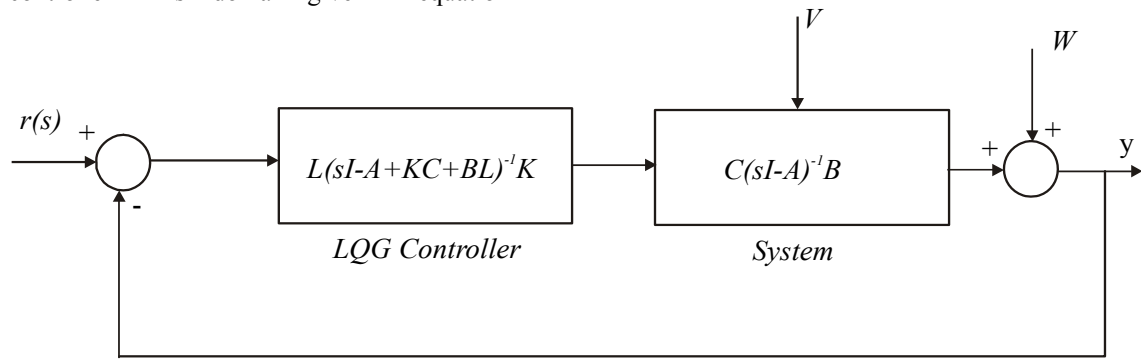 V
W
r(s)
+
+
+
y
L(sI-A+KC+BL)⁻¹K
C(sI-A)⁻¹B
-
LQG Controller
System